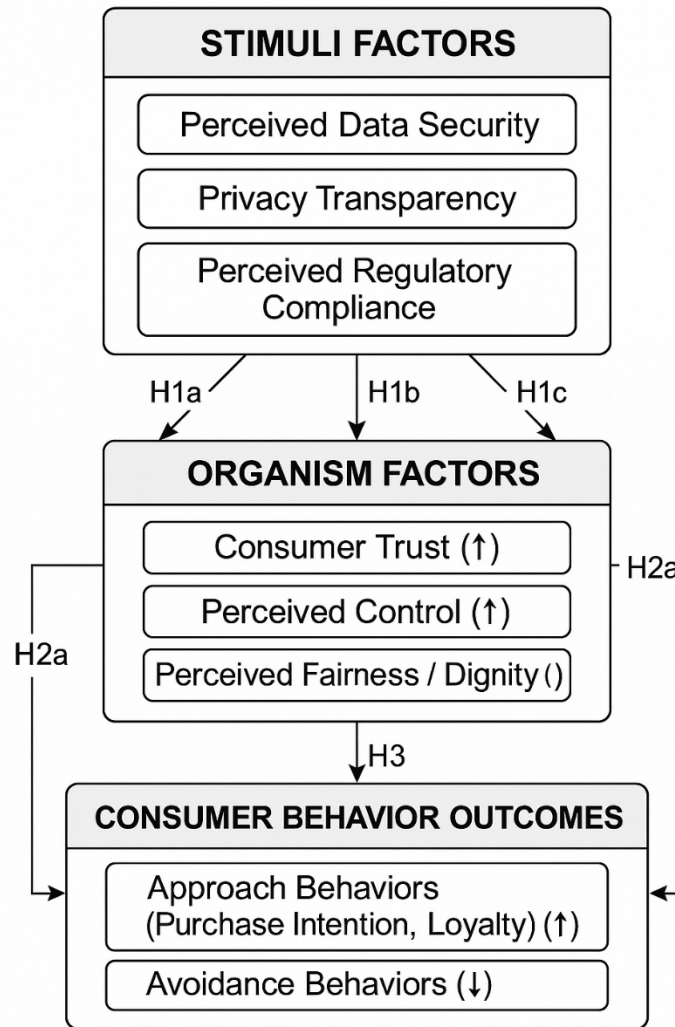 STIMULI FACTORS
Perceived Data Security
Privacy Transparency
Perceived Regulatory
Compliance
H1a
H1b
H1c
ORGANISM FACTORS
Consumer Trust (↑)
H2a
Perceived Control (↑)
H2a
Perceived Fairness / Dignity ()
H3
CONSUMER BEHAVIOR OUTCOMES
Approach Behaviors
(Purchase Intention, Loyalty) (↑)
Avoidance Behaviors (↓)